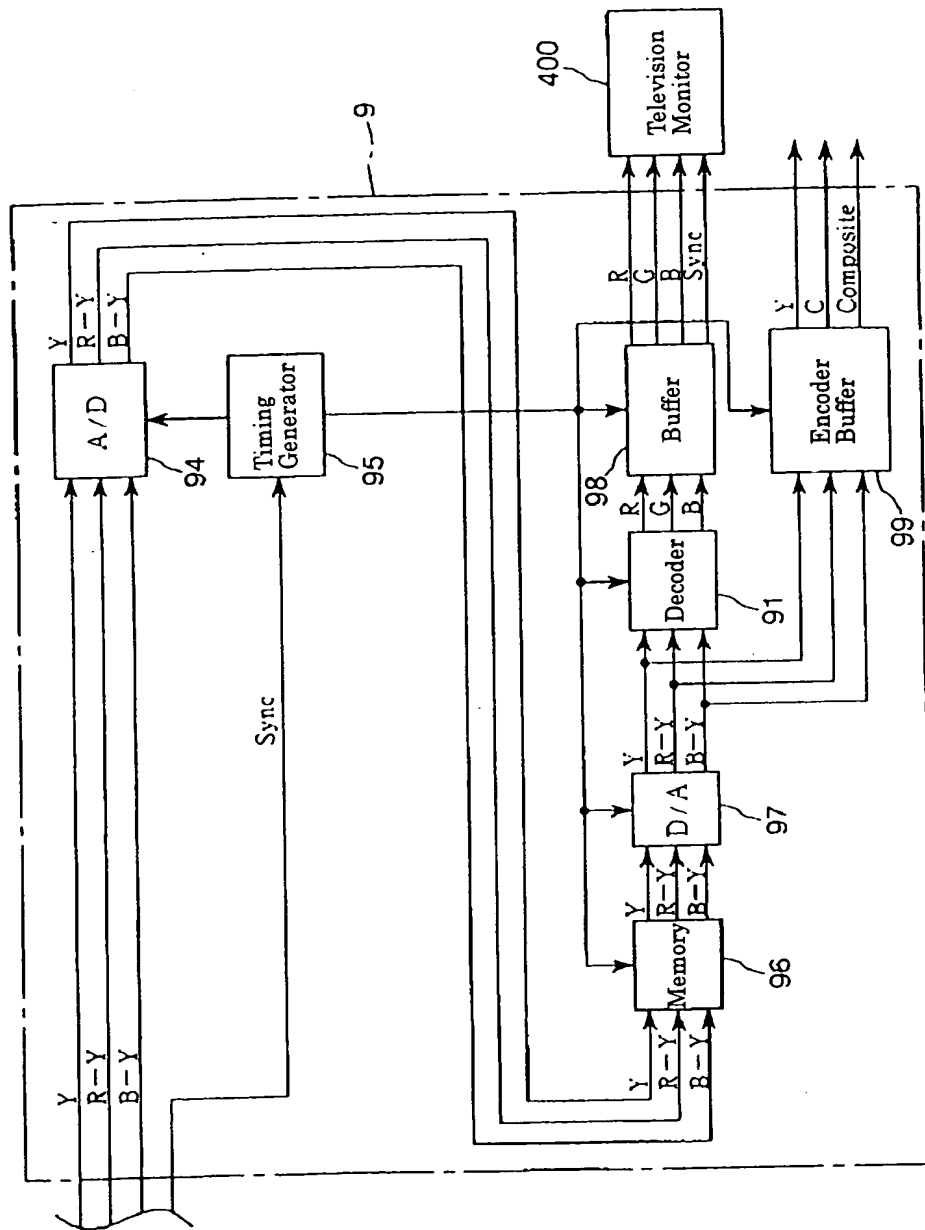 9
Y
R-Y
B-Y
A/D
94
Y
R-Y
B-Y
Sync
Timing
Generator
95
Y
R-Y
B-Y
Memory
96
Y
R-Y
B-Y
D/A
97
Y
R-Y
B-Y
Decoder
91
R
G
B
98
Buffer
R
G
B
Sync
400
Television
Monitor
Encoder
Buffer
99
Y
C
Composite